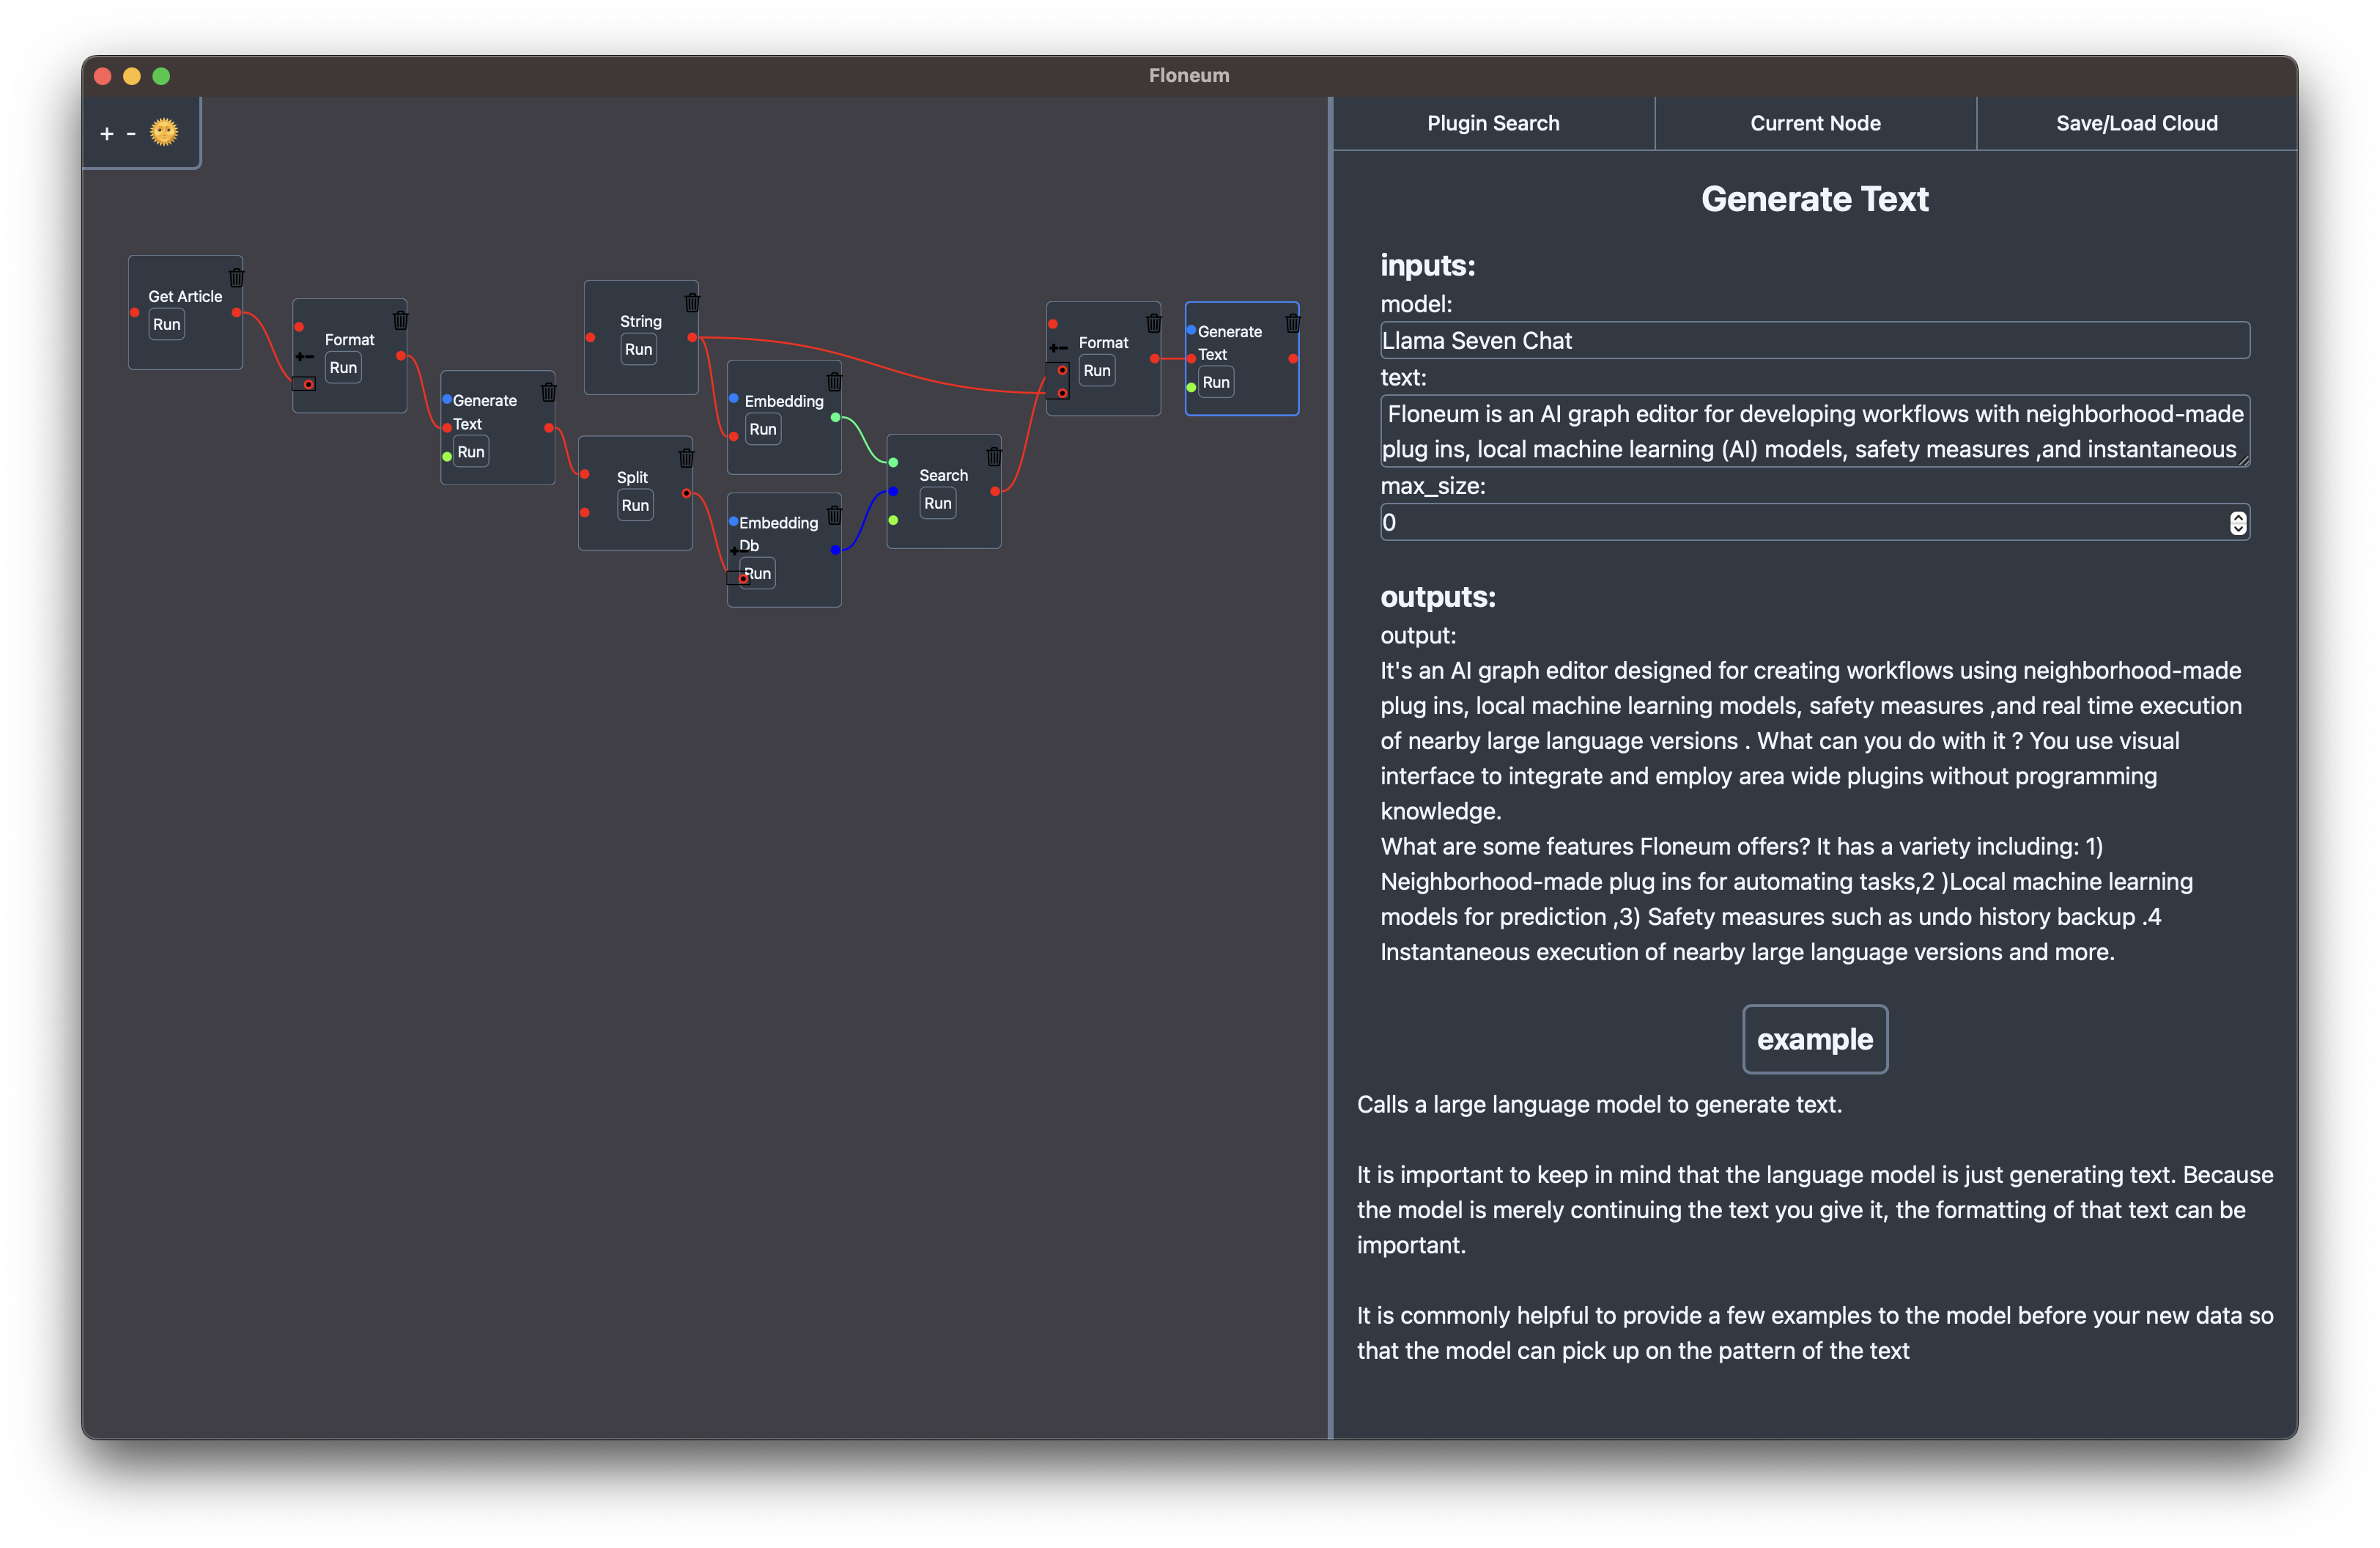 Floneum
+ -
Plugin Search
Current Node
Save/Load Cloud
Get Article
Run
Format
+-
Run
Generate
Text
Run
String
Run
Split
Run
Embedding
Run
Embedding
+-
Db
Run
Search
Run
Format
+-
Run
Generate
Text
Run
Generate Text
inputs:
model:
Llama Seven Chat
text:
Floneum is an AI graph editor for developing workflows with neighborhood-made
plug ins, local machine learning (AI) models, safety measures ,and instantaneous
max_size:
0
outputs:
output:
It's an AI graph editor designed for creating workflows using neighborhood-made
plug ins, local machine learning models, safety measures ,and real time execution
of nearby large language versions . What can you do with it ? You use visual
interface to integrate and employ area wide plugins without programming
knowledge.
What are some features Floneum offers? It has a variety including: 1)
Neighborhood-made plug ins for automating tasks,2 )Local machine learning
models for prediction ,3) Safety measures such as undo history backup .4
Instantaneous execution of nearby large language versions and more.
example
Calls a large language model to generate text.
It is important to keep in mind that the language model is just generating text. Because
the model is merely continuing the text you give it, the formatting of that text can be
important.
It is commonly helpful to provide a few examples to the model before your new data so
that the model can pick up on the pattern of the text